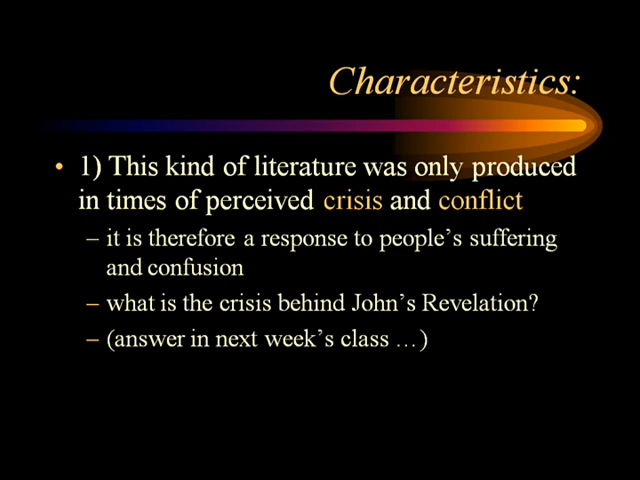 Characteristics:
• 1) This kind of literature was only produced
in times of perceived crisis and conflict
– it is therefore a response to people’s suffering
and confusion
– what is the crisis behind John’s Revelation?
– (answer in next week’s class …)